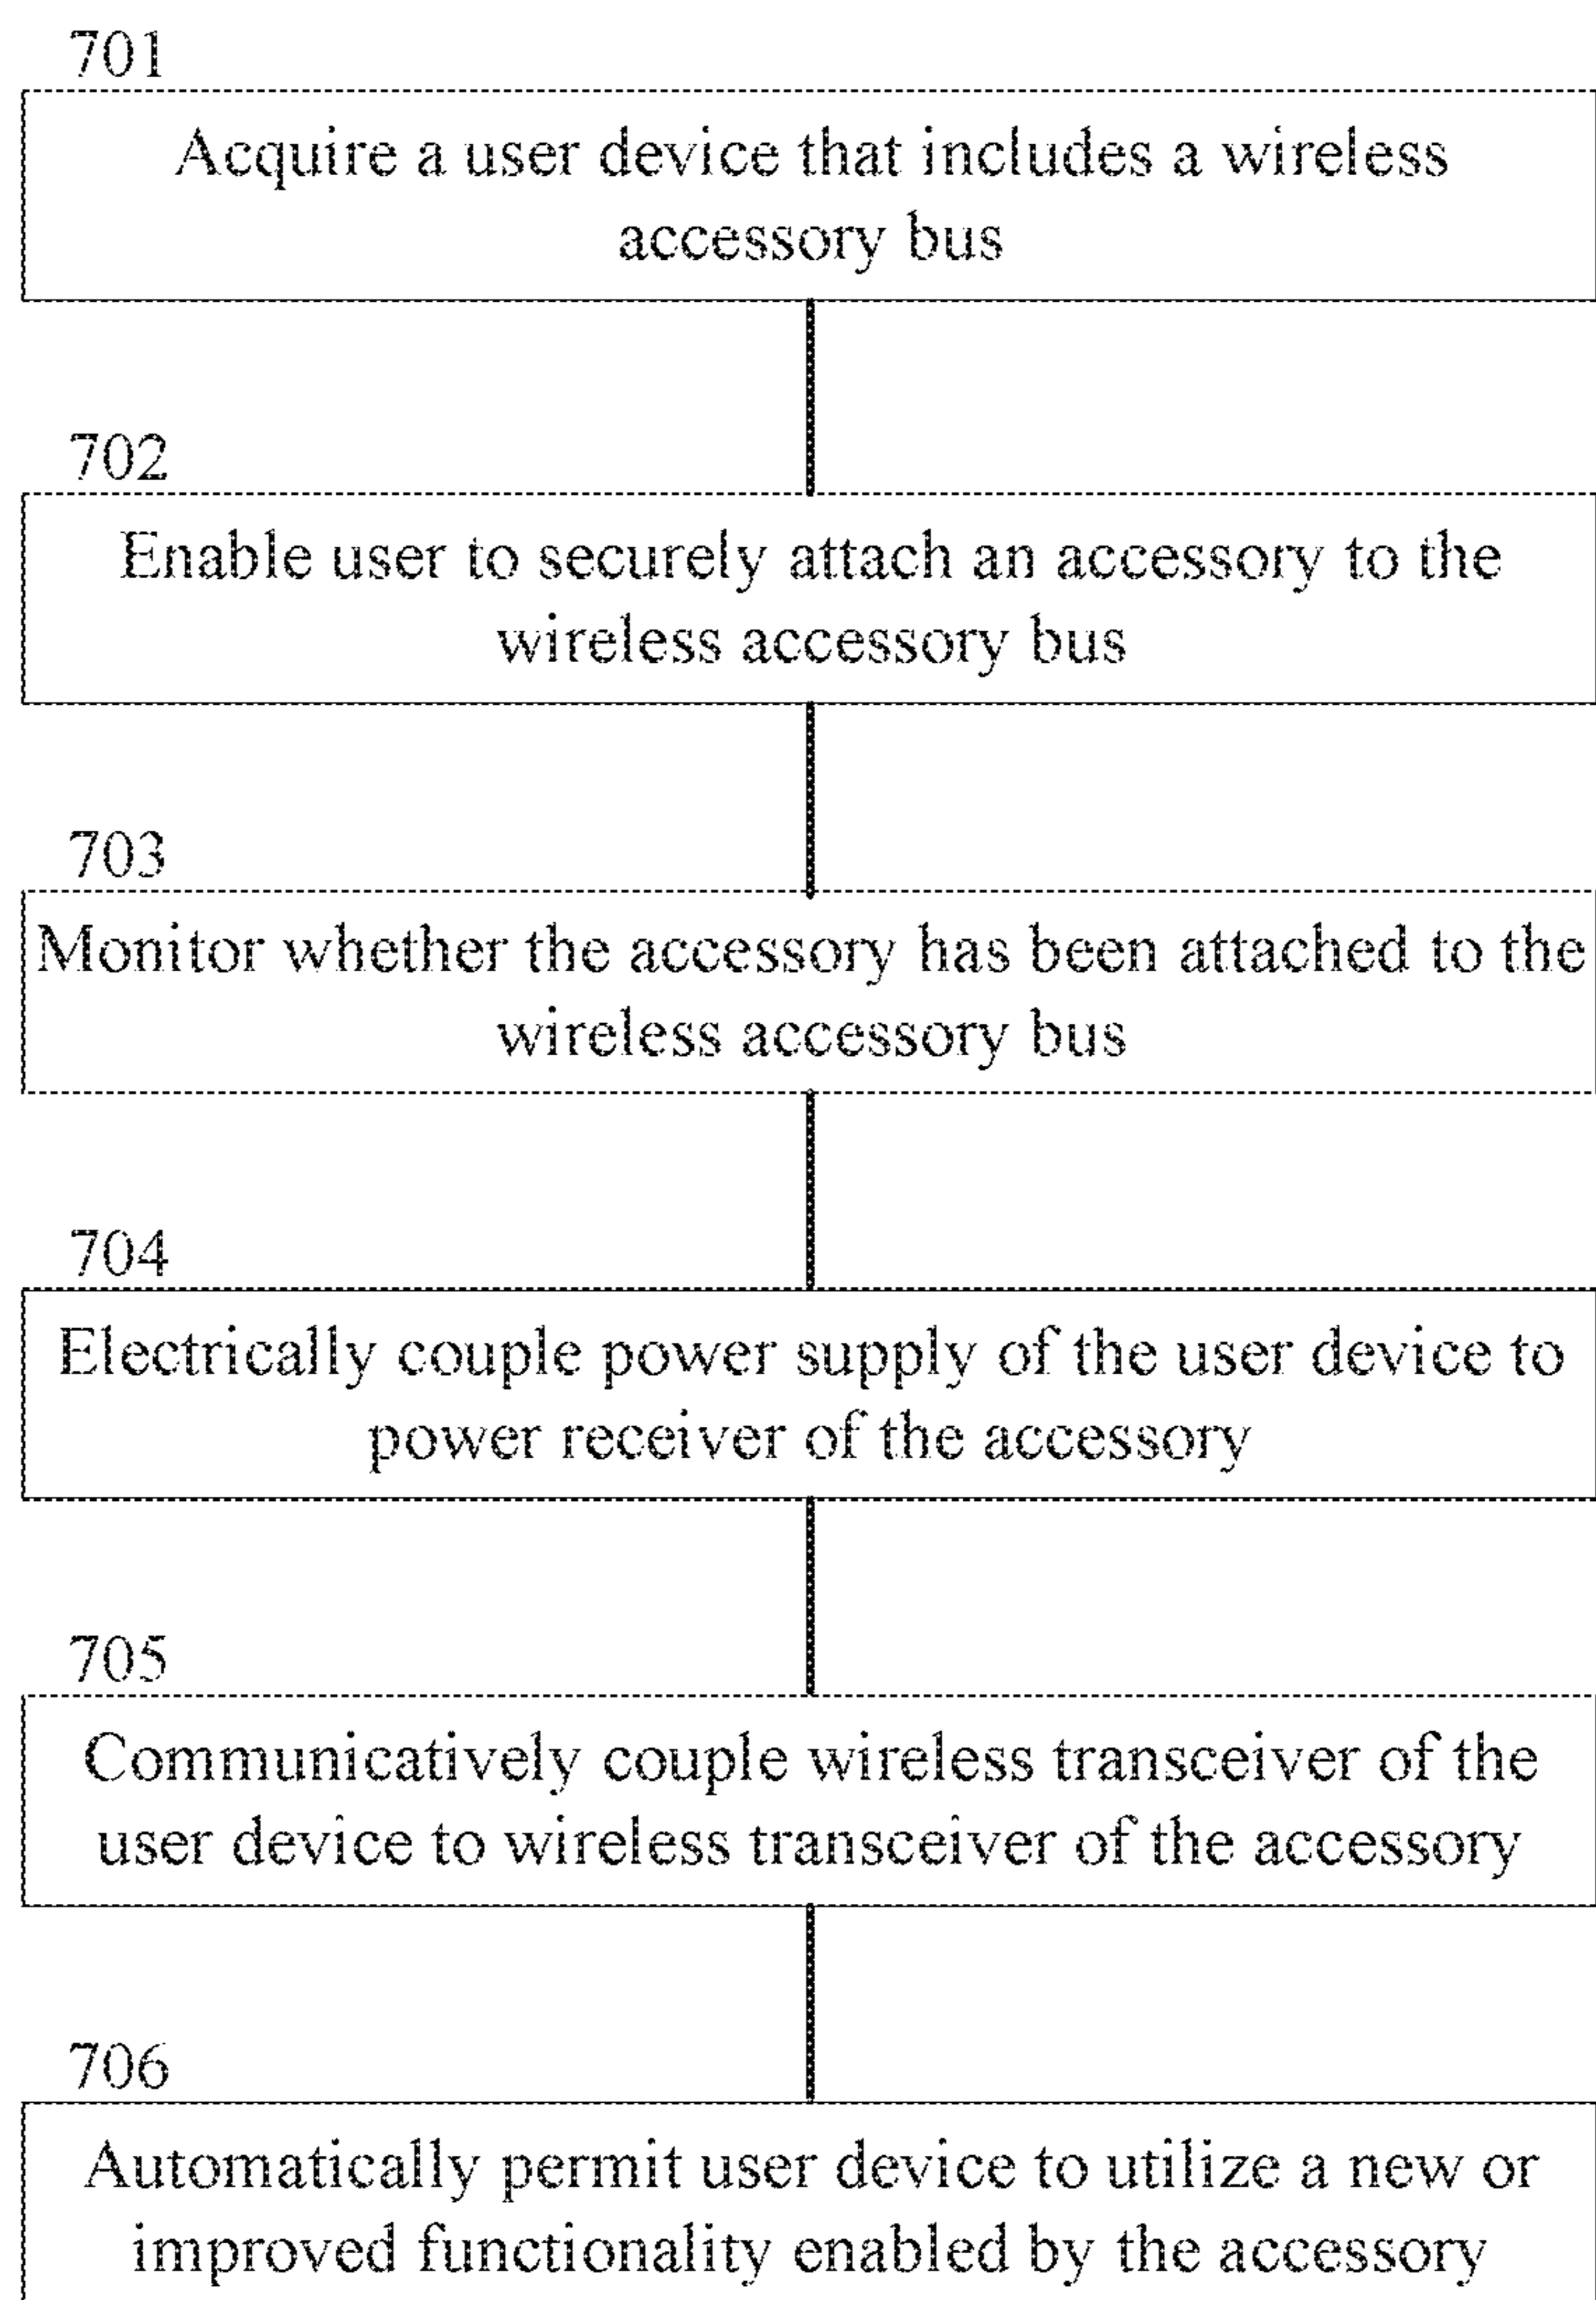 701
Acquire a user device that includes a wireless
accessory bus
702
Enable user to securely attach an accessory to the
wireless accessory bus
703
Monitor whether the accessory has been attached to the
wireless accessory bus
704
Electrically couple power supply of the user device to
power receiver of the accessory
705
Communicatively couple wireless transceiver of the
user device to wireless transceiver of the accessory
706
Automatically permit user device to utilize a new or
improved functionality enabled by the accessory